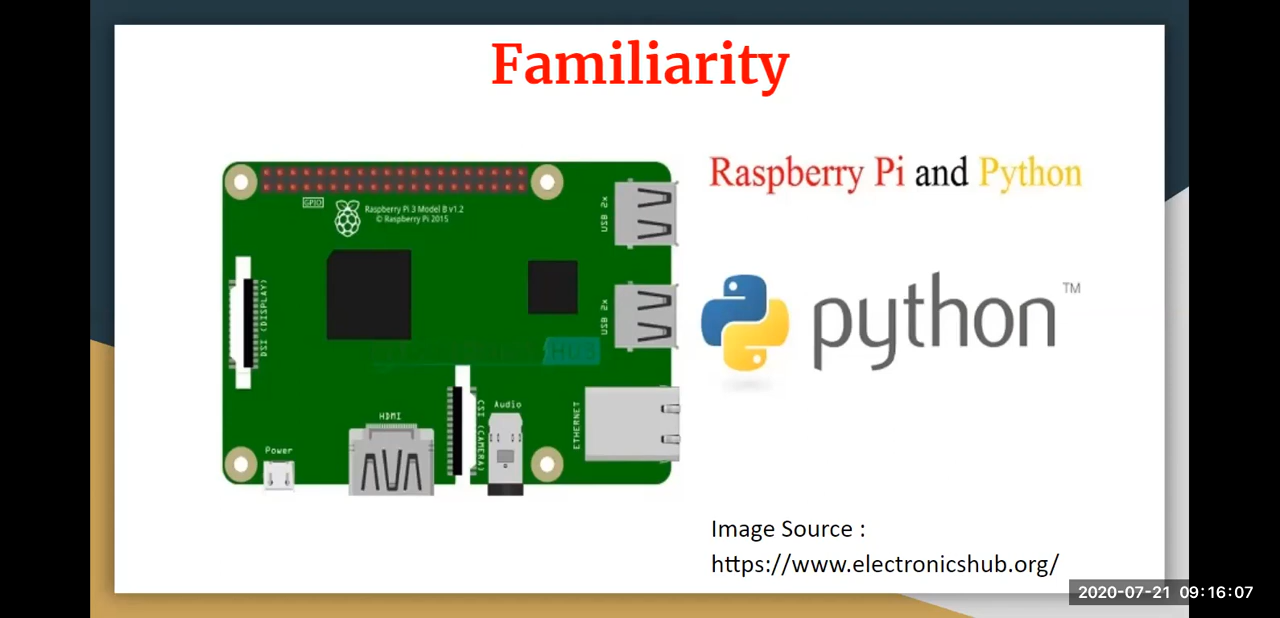 Familiarity
Raspberry Pi and Python
GPIO
Raspberry Pi 3 Model B v1.2
© Raspberry Pi 2015
USB 2x
DSI (DISPLAY)
USB 2x
HUB
python™
HDMI
CSI (CAMERA)
Audio
ETHERNET
Power
Image Source :
https://www.electronicshub.org/
2020-07-21 09:16:07